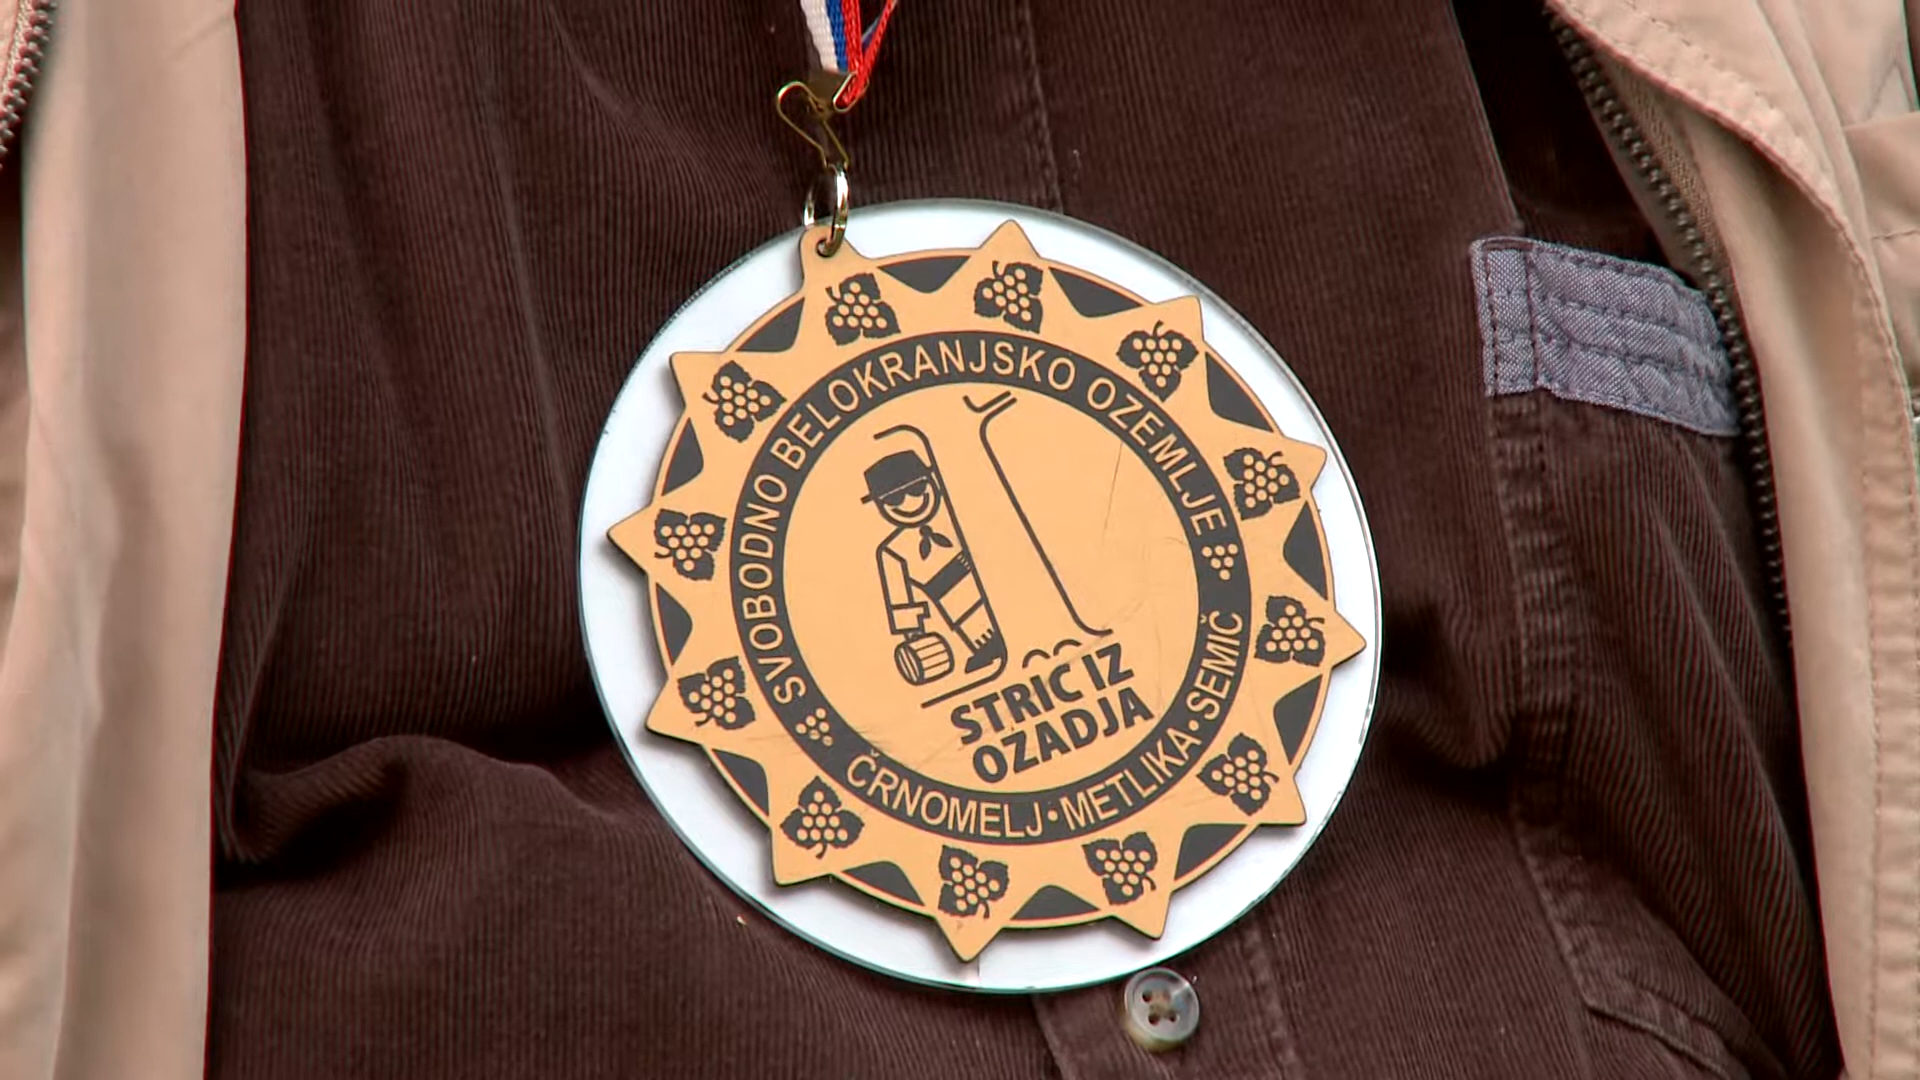 SVOBODNO BELOKRANJSKO OZEMLJE
STRIC IZ
OZADJA
ČRNOMELJ • METLIKA • SEMIČ